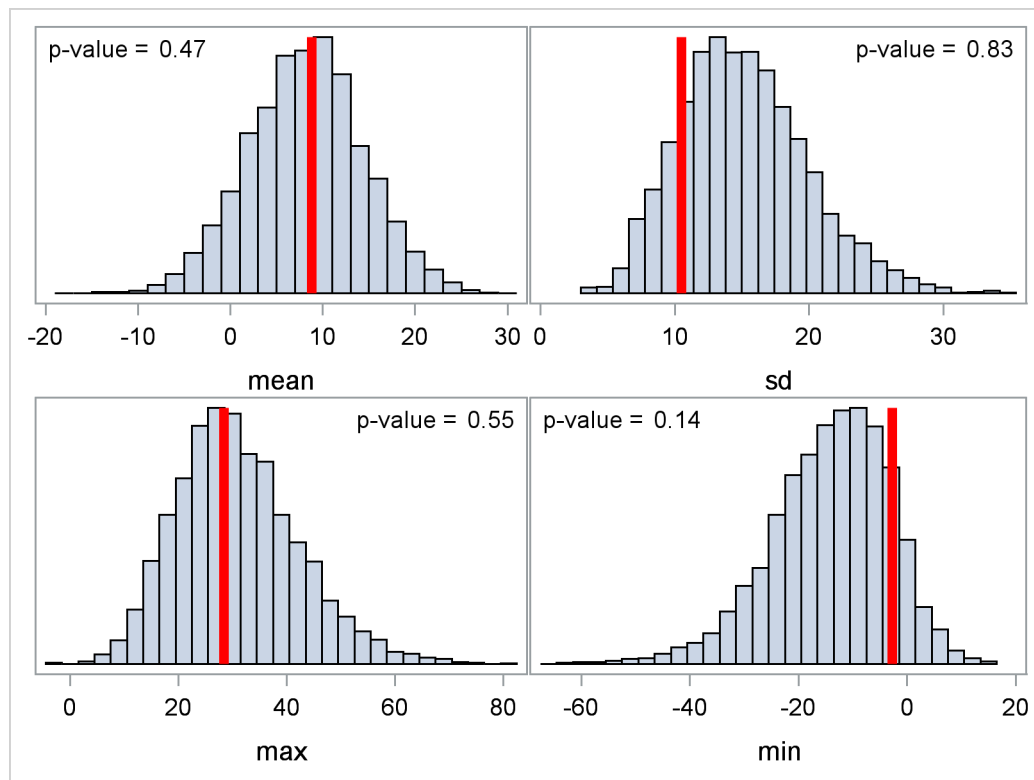 p-value = 0.47
-20 -10 0 10 20 30
mean
p-value = 0.83
0 10 20 30
sd
p-value = 0.55
0 20 40 60 80
max
p-value = 0.14
-60 -40 -20 0 20
min